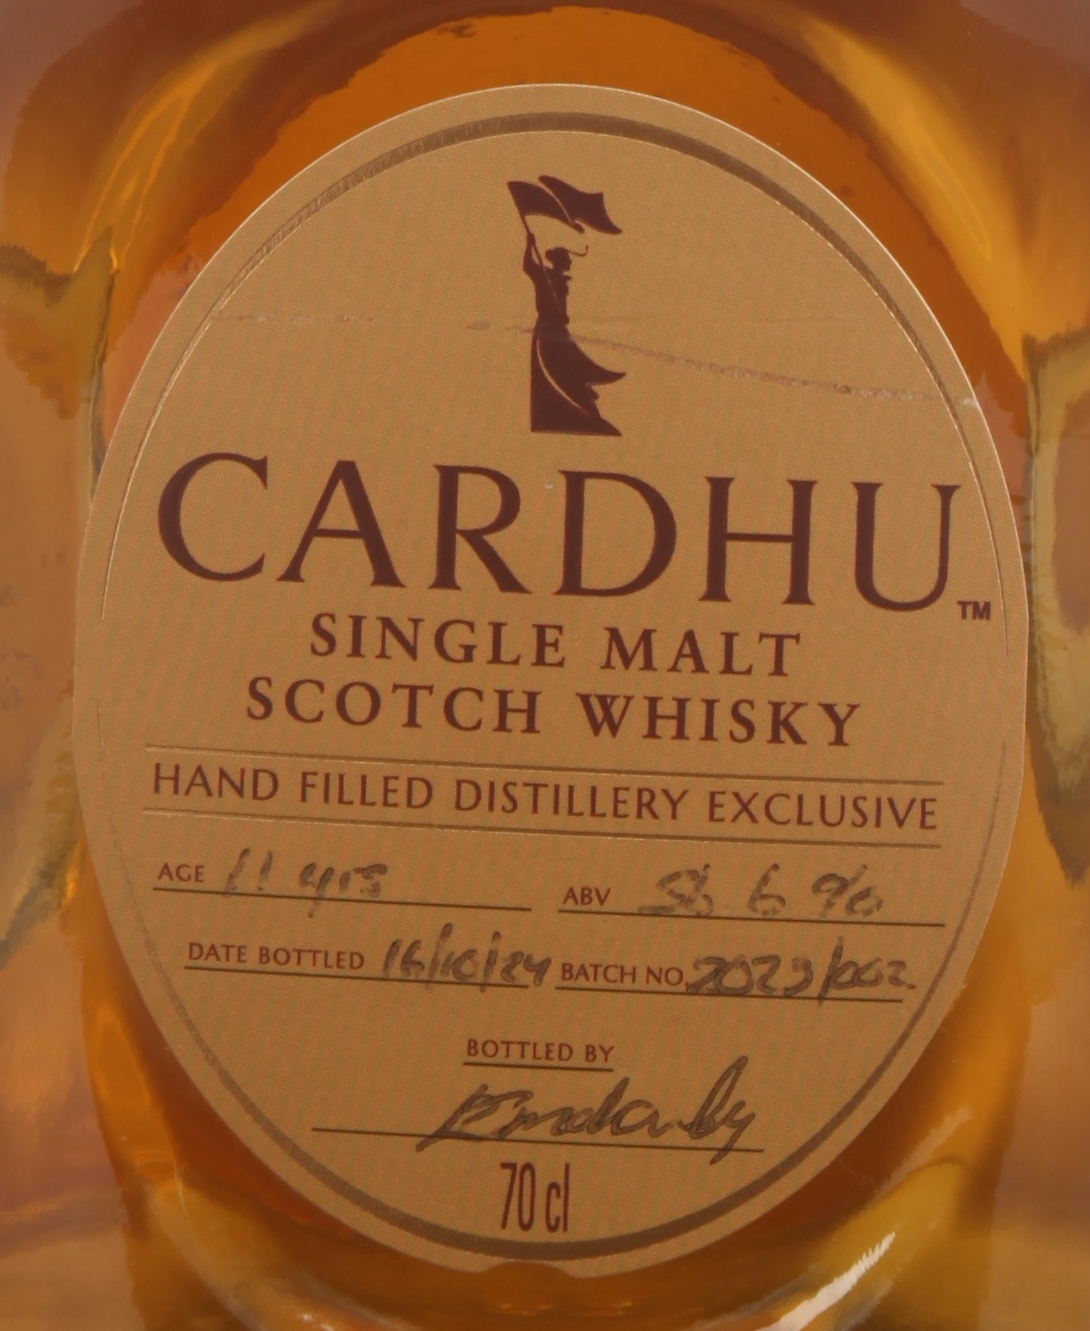 CARDHU™
SINGLE MALT
SCOTCH WHISKY
HAND FILLED DISTILLERY EXCLUSIVE
AGE 11 yrs ABV 56.6 %
DATE BOTTLED 16/10/24 BATCH NO. 2023/002
BOTTLED BY
70 cl